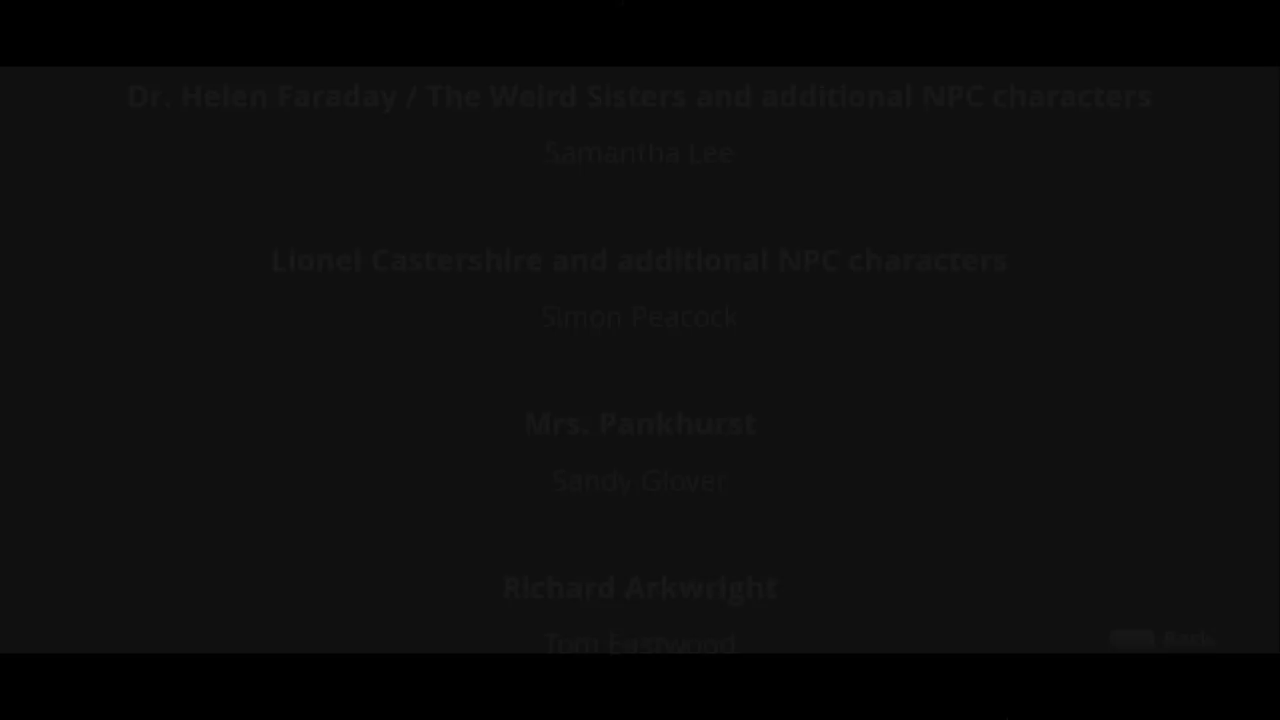 Dr. Helen Faraday / The Weird Sisters and additional NPC characters
Samantha Lee
Lionel Castershire and additional NPC characters
Simon Peacock
Mrs. Pankhurst
Sandy Glover
Richard Arkwright
Tom Eastwood
Back